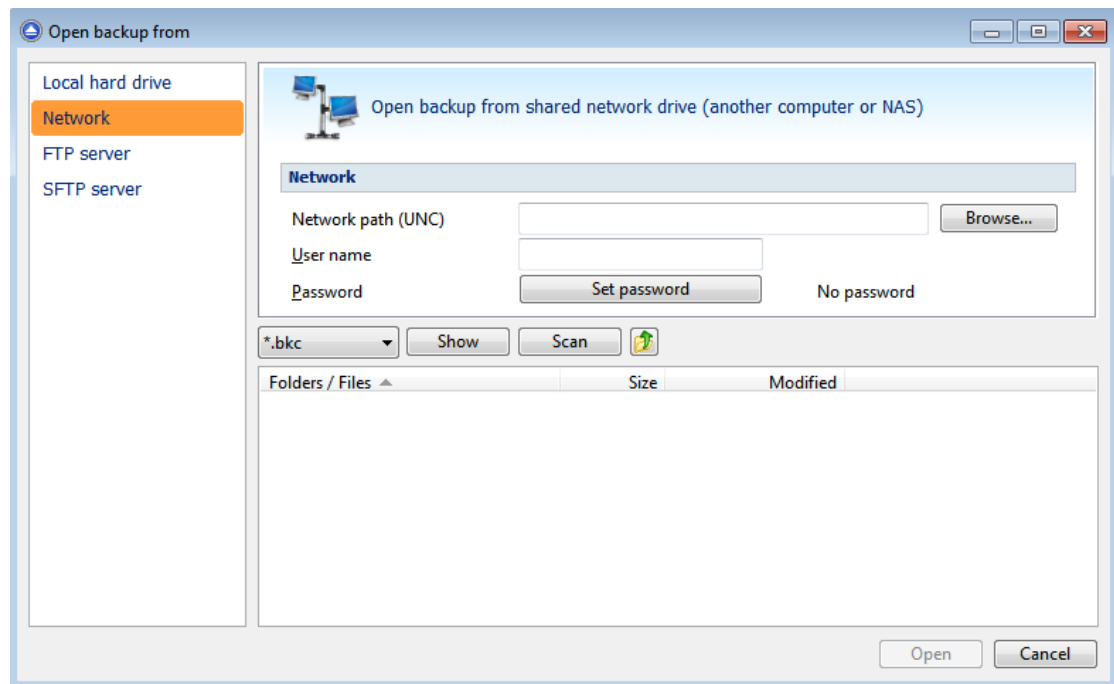 Open backup from
Local hard drive
Network
FTP server
SFTP server
Open backup from shared network drive (another computer or NAS)
Network
Network path (UNC) Browse...
User name
Password Set password No password
*.bkc Show Scan
Folders / Files Size Modified
Open Cancel